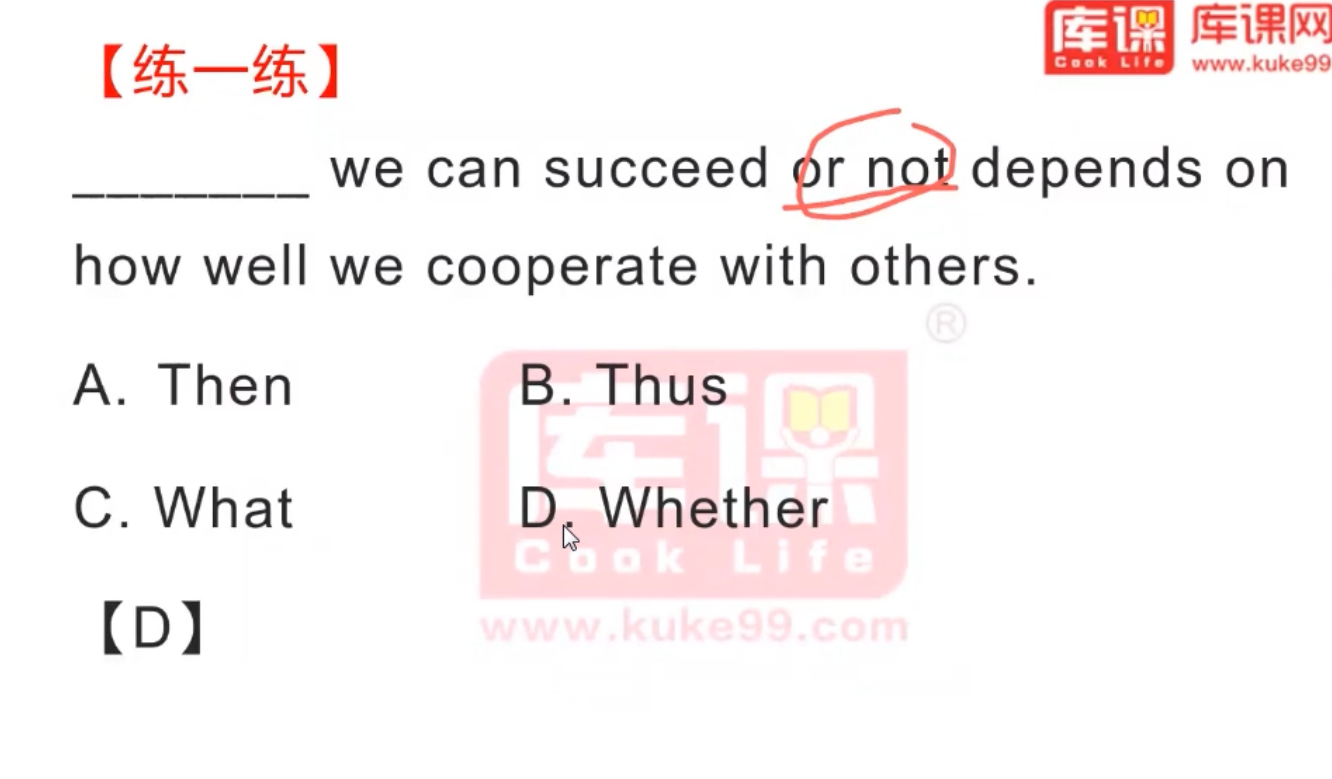 库课 库课网
Cook Life www.kuke99
【练一练】
_______ we can succeed or not depends on
how well we cooperate with others.
®
A. Then B. Thus
库课
C. What D. Whether
Cook Life
【D】
www.kuke99.com